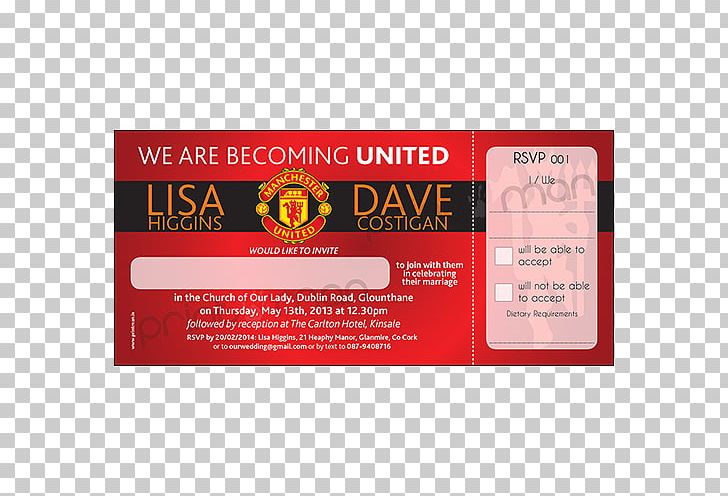 WE ARE BECOMING UNITED
LISA
HIGGINS
MANCHESTER
UNITED
DAVE
COSTIGAN
WOULD LIKE TO INVITE
to join with them
in celebrating
their marriage
in the Church of Our Lady, Dublin Road, Glounthane
on Thursday, May 13th, 2013 at 12.30pm
followed by reception at The Carlton Hotel, Kinsale
RSVP by 20/02/2014: Lisa Higgins, 21 Heaphy Manor, Glanmire, Co Cork
or to ourwedding@gmail.com or by text to 087-9408716
www.printman.ie
RSVP 001
I / We
will be able to
accept
will not be able
to accept
Dietary Requirements